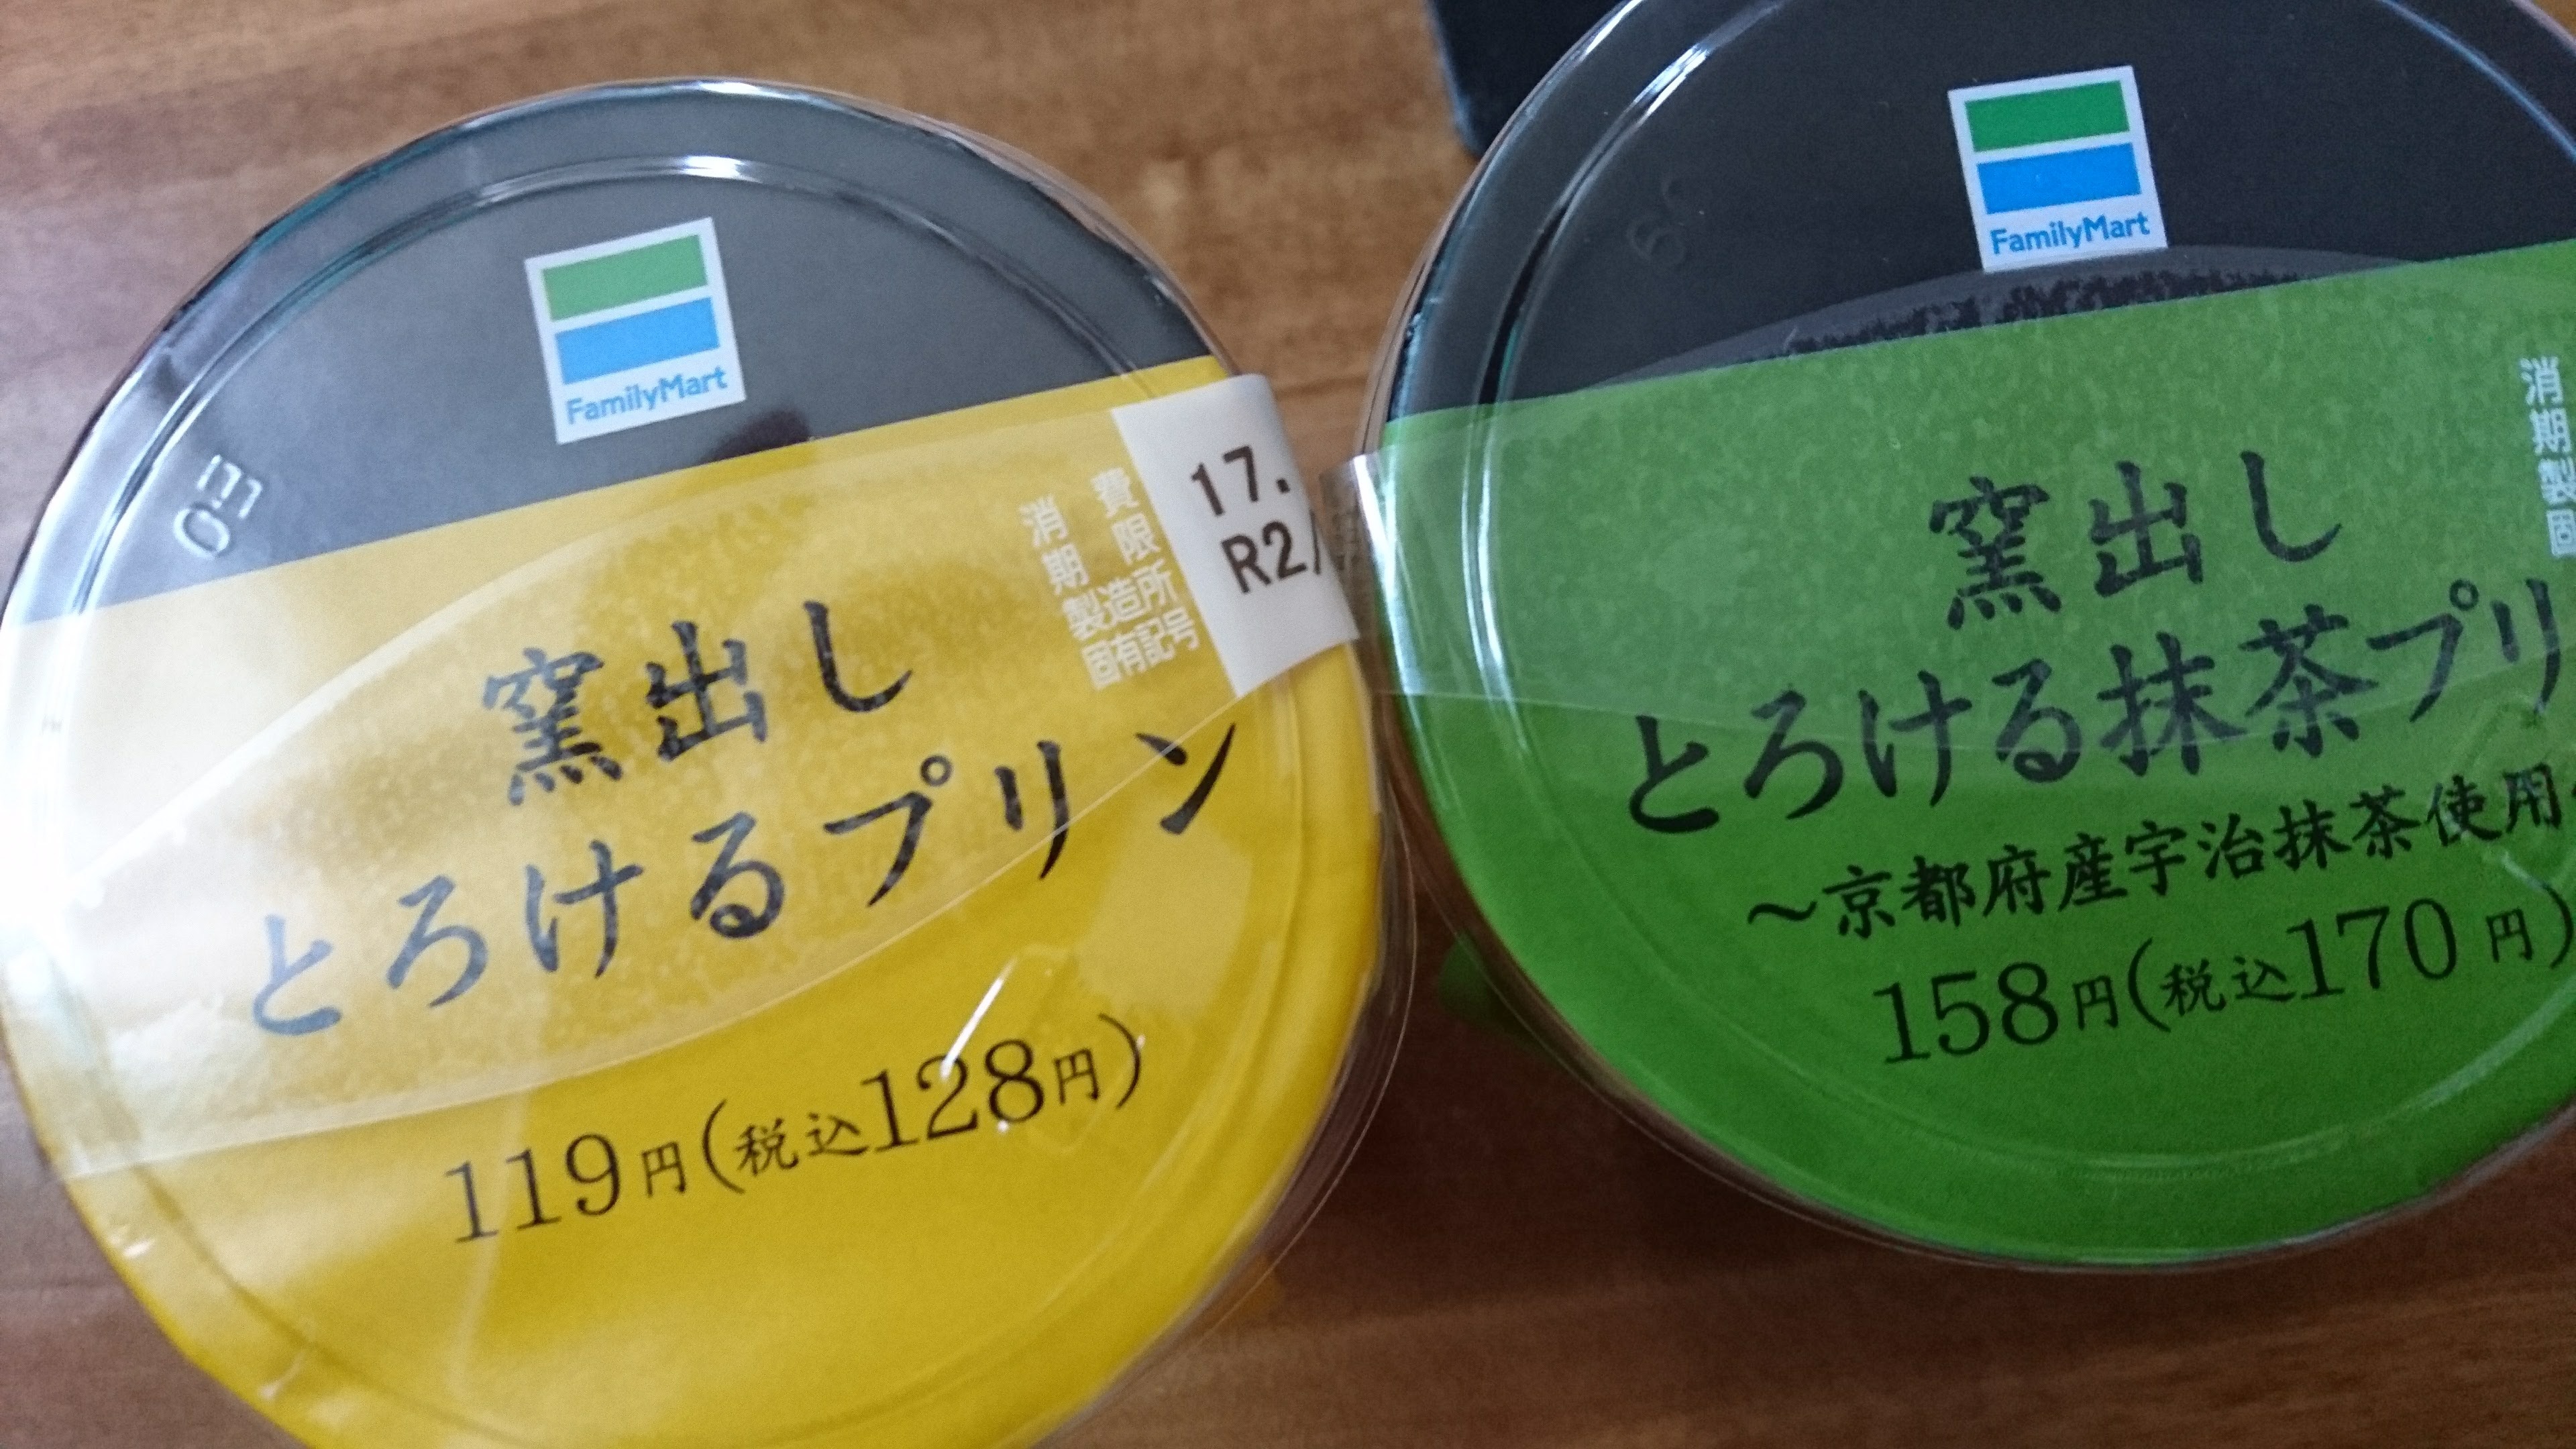 FamilyMart
消費
期限
製造所
固有記号
17.
R2/
窯出し
とろけるプリン
119円(税込128円)
FamilyMart
消
期
製
固
窯出し
とろける抹茶プリ
~京都府産宇治抹茶使用
158円(税込170円)